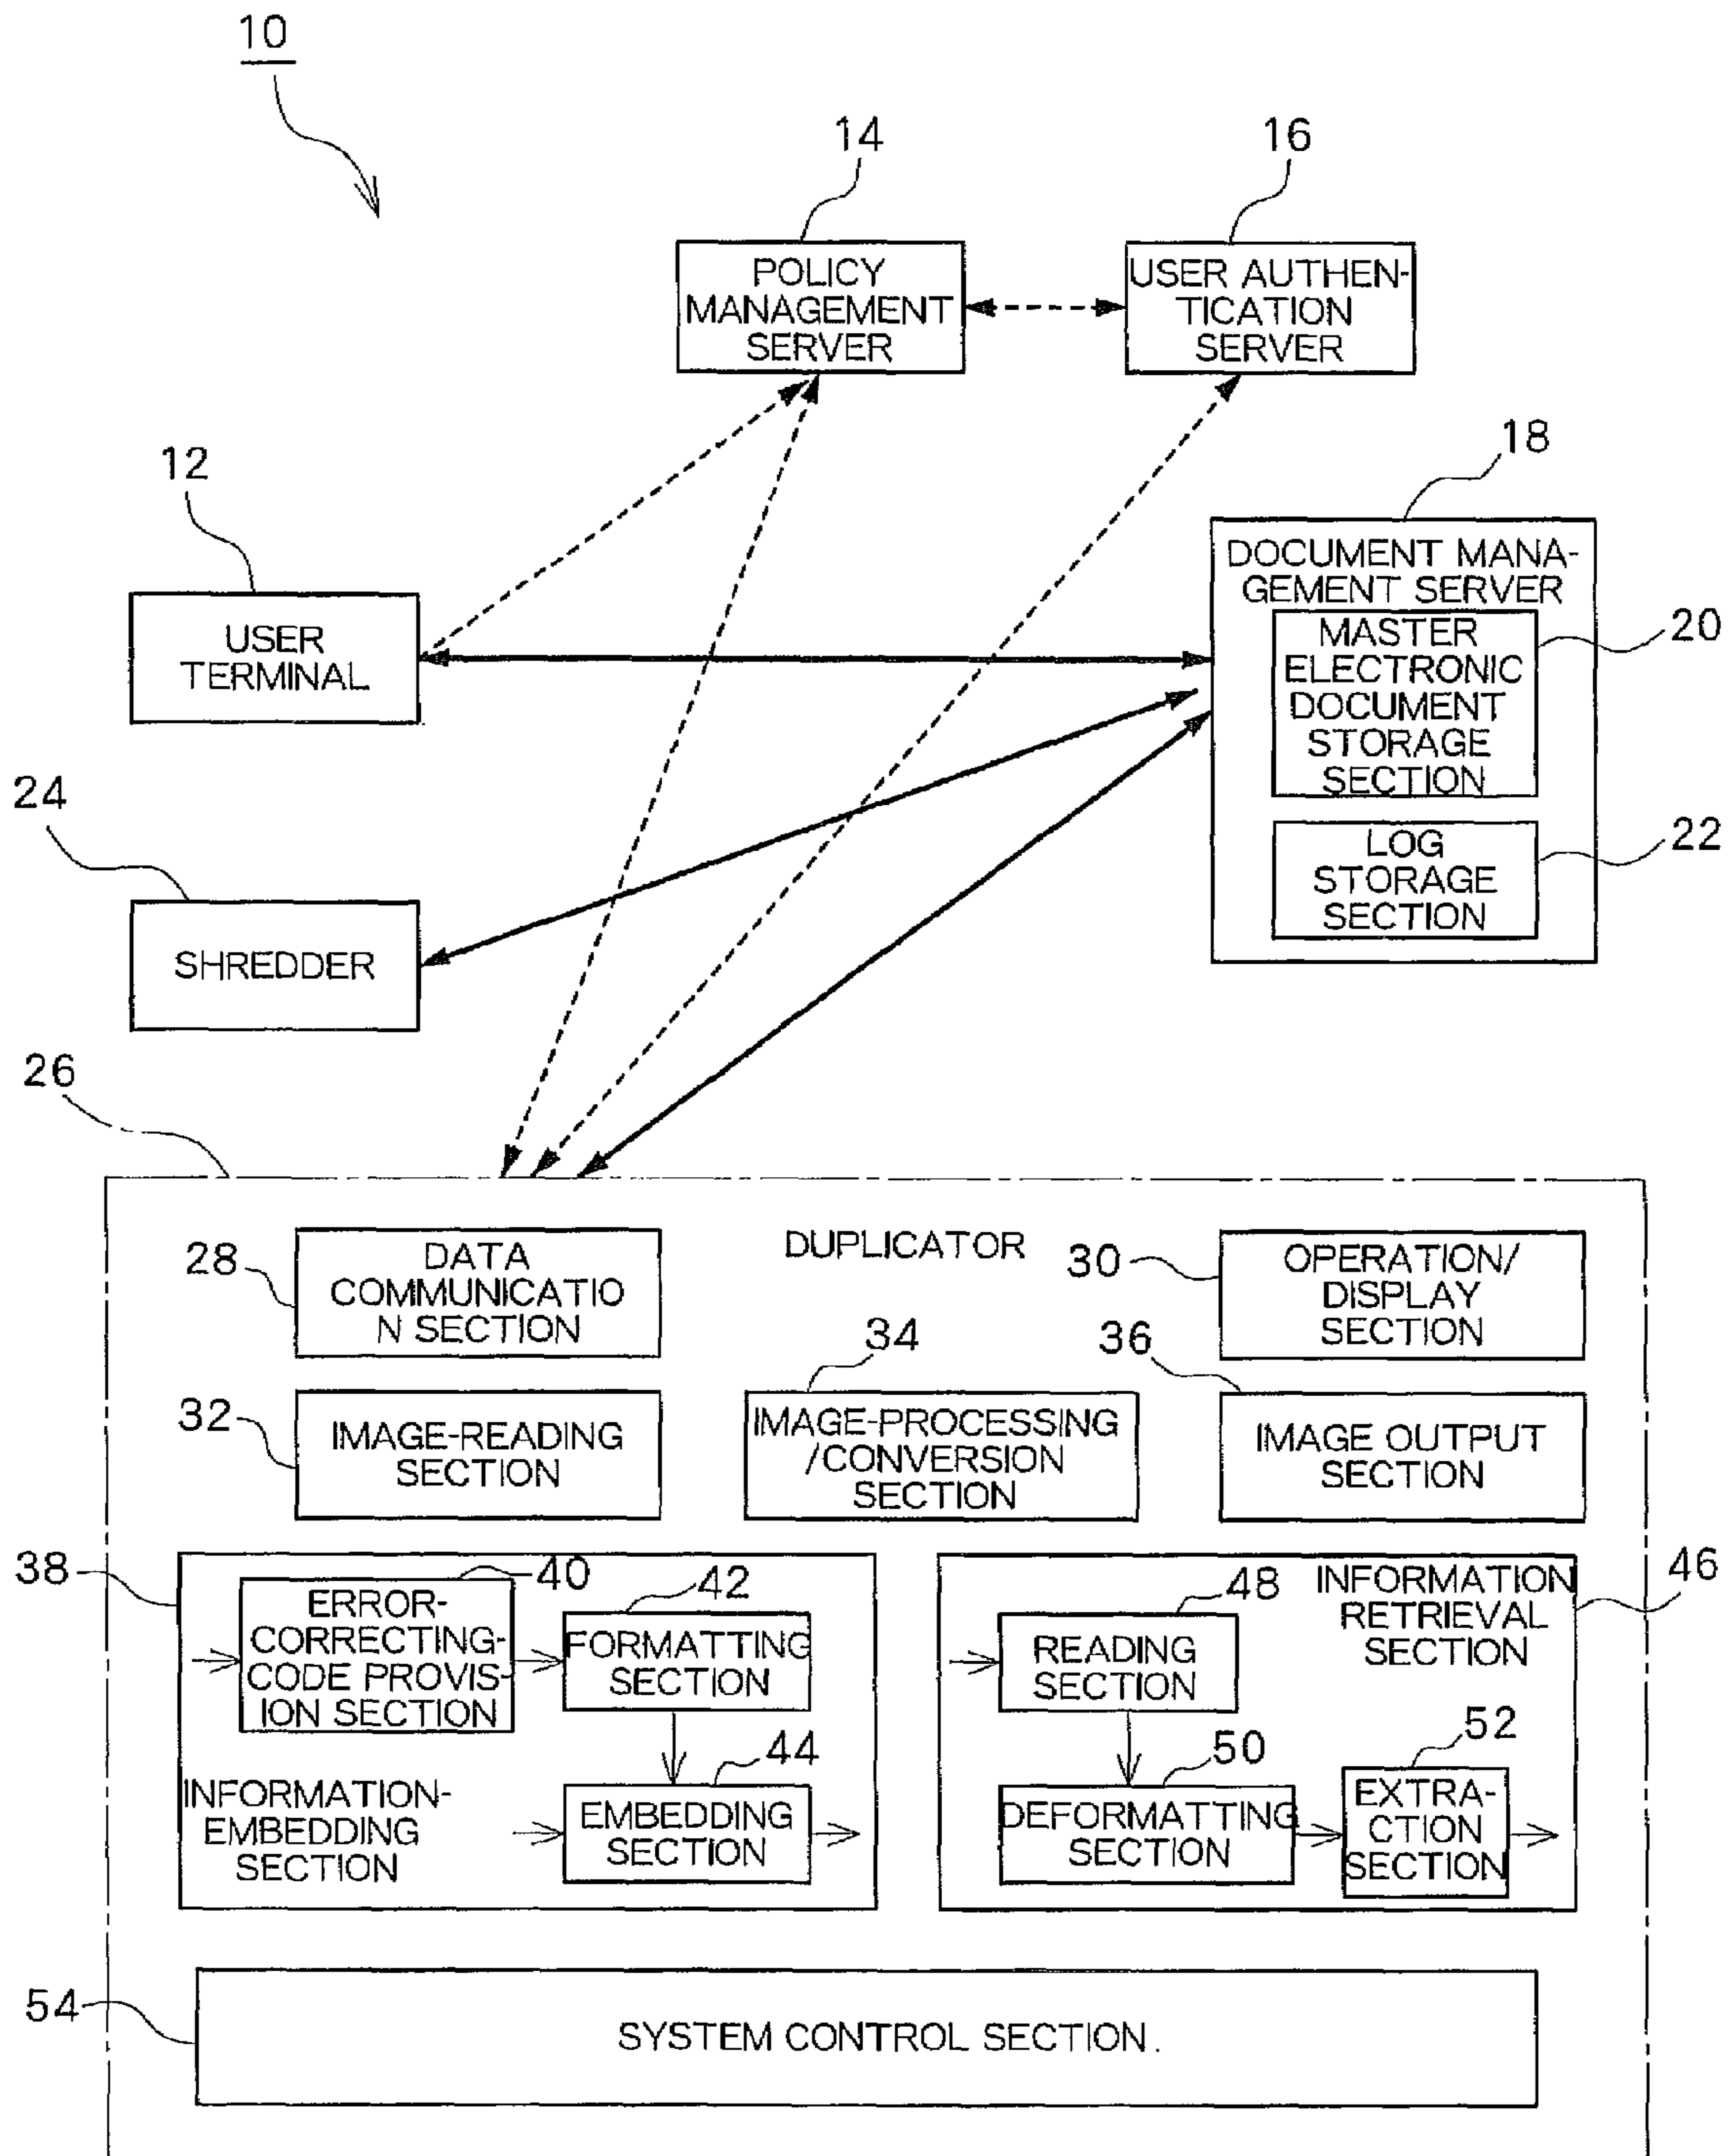 10
14
16
POLICY
MANAGEMENT
SERVER
USER AUTHEN-
TICATION
SERVER
12
18
USER
TERMINAL
DOCUMENT MANA-
GEMENT SERVER
MASTER
ELECTRONIC
DOCUMENT
STORAGE
SECTION
20
LOG
STORAGE
SECTION
22
24
SHREDDER
26
DUPLICATOR
28
DATA
COMMUNICATIO
N SECTION
30
OPERATION/
DISPLAY
SECTION
32
IMAGE-READING
SECTION
34
IMAGE-PROCESSING
/CONVERSION
SECTION
36
IMAGE OUTPUT
SECTION
38
40
ERROR-
CORRECTING-
CODE PROVIS-
ION SECTION
42
FORMATTING
SECTION
44
EMBEDDING
SECTION
INFORMATION-
EMBEDDING
SECTION
46
INFORMATION
RETRIEVAL
SECTION
48
READING
SECTION
50
DEFORMATTING
SECTION
52
EXTRA-
CTION
SECTION
54
SYSTEM CONTROL SECTION.